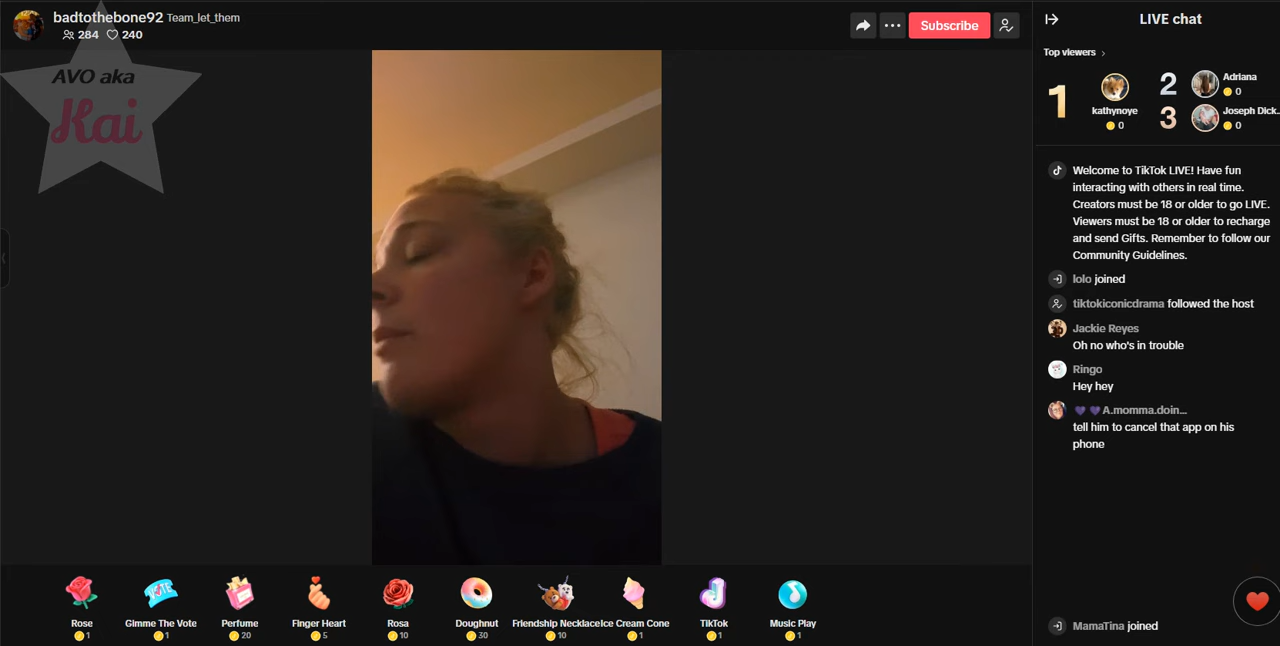 badtothebone92 Team_let_them
284 240
Subscribe
AVO aka
Kai
LIVE chat
Top viewers
1
kathynoye
0
2
Adriana
0
3
Joseph Dick...
0
Welcome to TikTok LIVE! Have fun
interacting with others in real time.
Creators must be 18 or older to go LIVE.
Viewers must be 18 or older to recharge
and send Gifts. Remember to follow our
Community Guidelines.
lolo joined
tiktokiconicdrama followed the host
Jackie Reyes
Oh no who's in trouble
Ringo
Hey hey
A.momma.doin...
tell him to cancel that app on his
phone
MamaTina joined
Rose Gimme The Vote Perfume Finger Heart Rosa Doughnut Friendship Necklace Ice Cream Cone TikTok Music Play
1 1 20 5 10 30 10 1 1 1